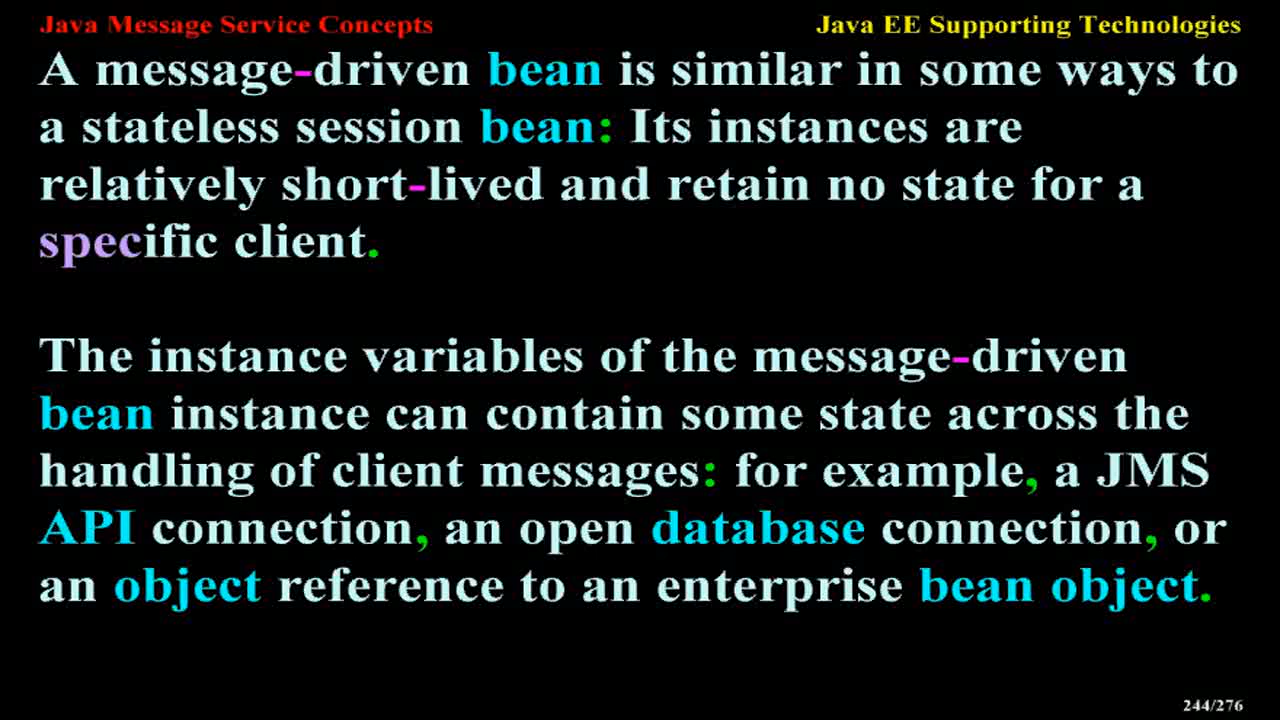 Java Message Service Concepts
Java EE Supporting Technologies
A message-driven bean is similar in some ways to
a stateless session bean: Its instances are
relatively short-lived and retain no state for a
specific client.
The instance variables of the message-driven
bean instance can contain some state across the
handling of client messages: for example, a JMS
API connection, an open database connection, or
an object reference to an enterprise bean object.
244/276